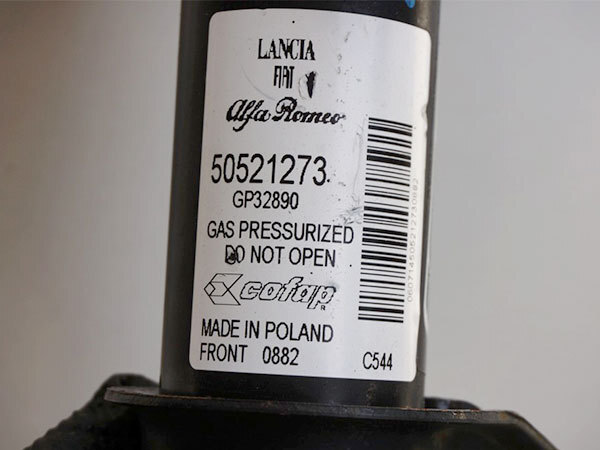 LANCIA
FIAT
Alfa Romeo
50521273
GP32890
GAS PRESSURIZED
DO NOT OPEN
cofap
R
MADE IN POLAND
FRONT 0882
C544